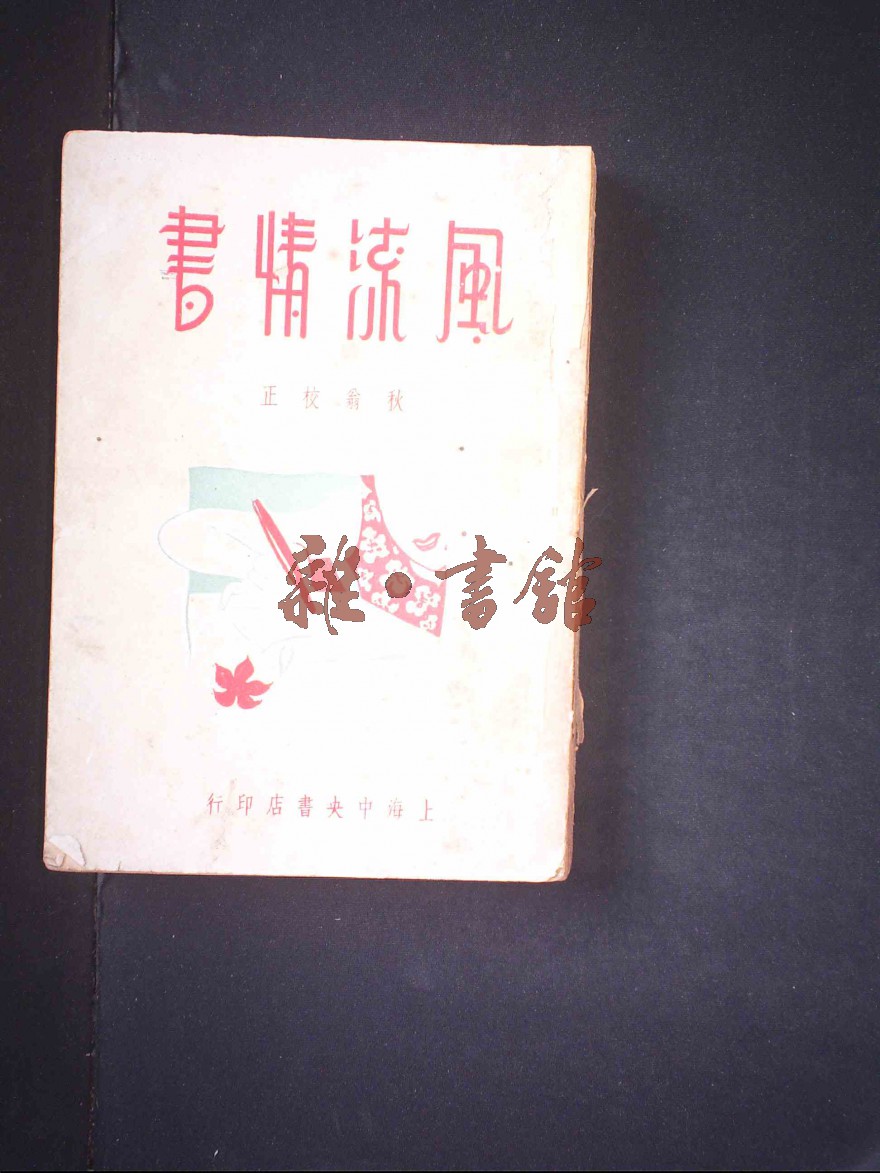 風流情書
秋翁校正
雜·書館
上海中央書店印行